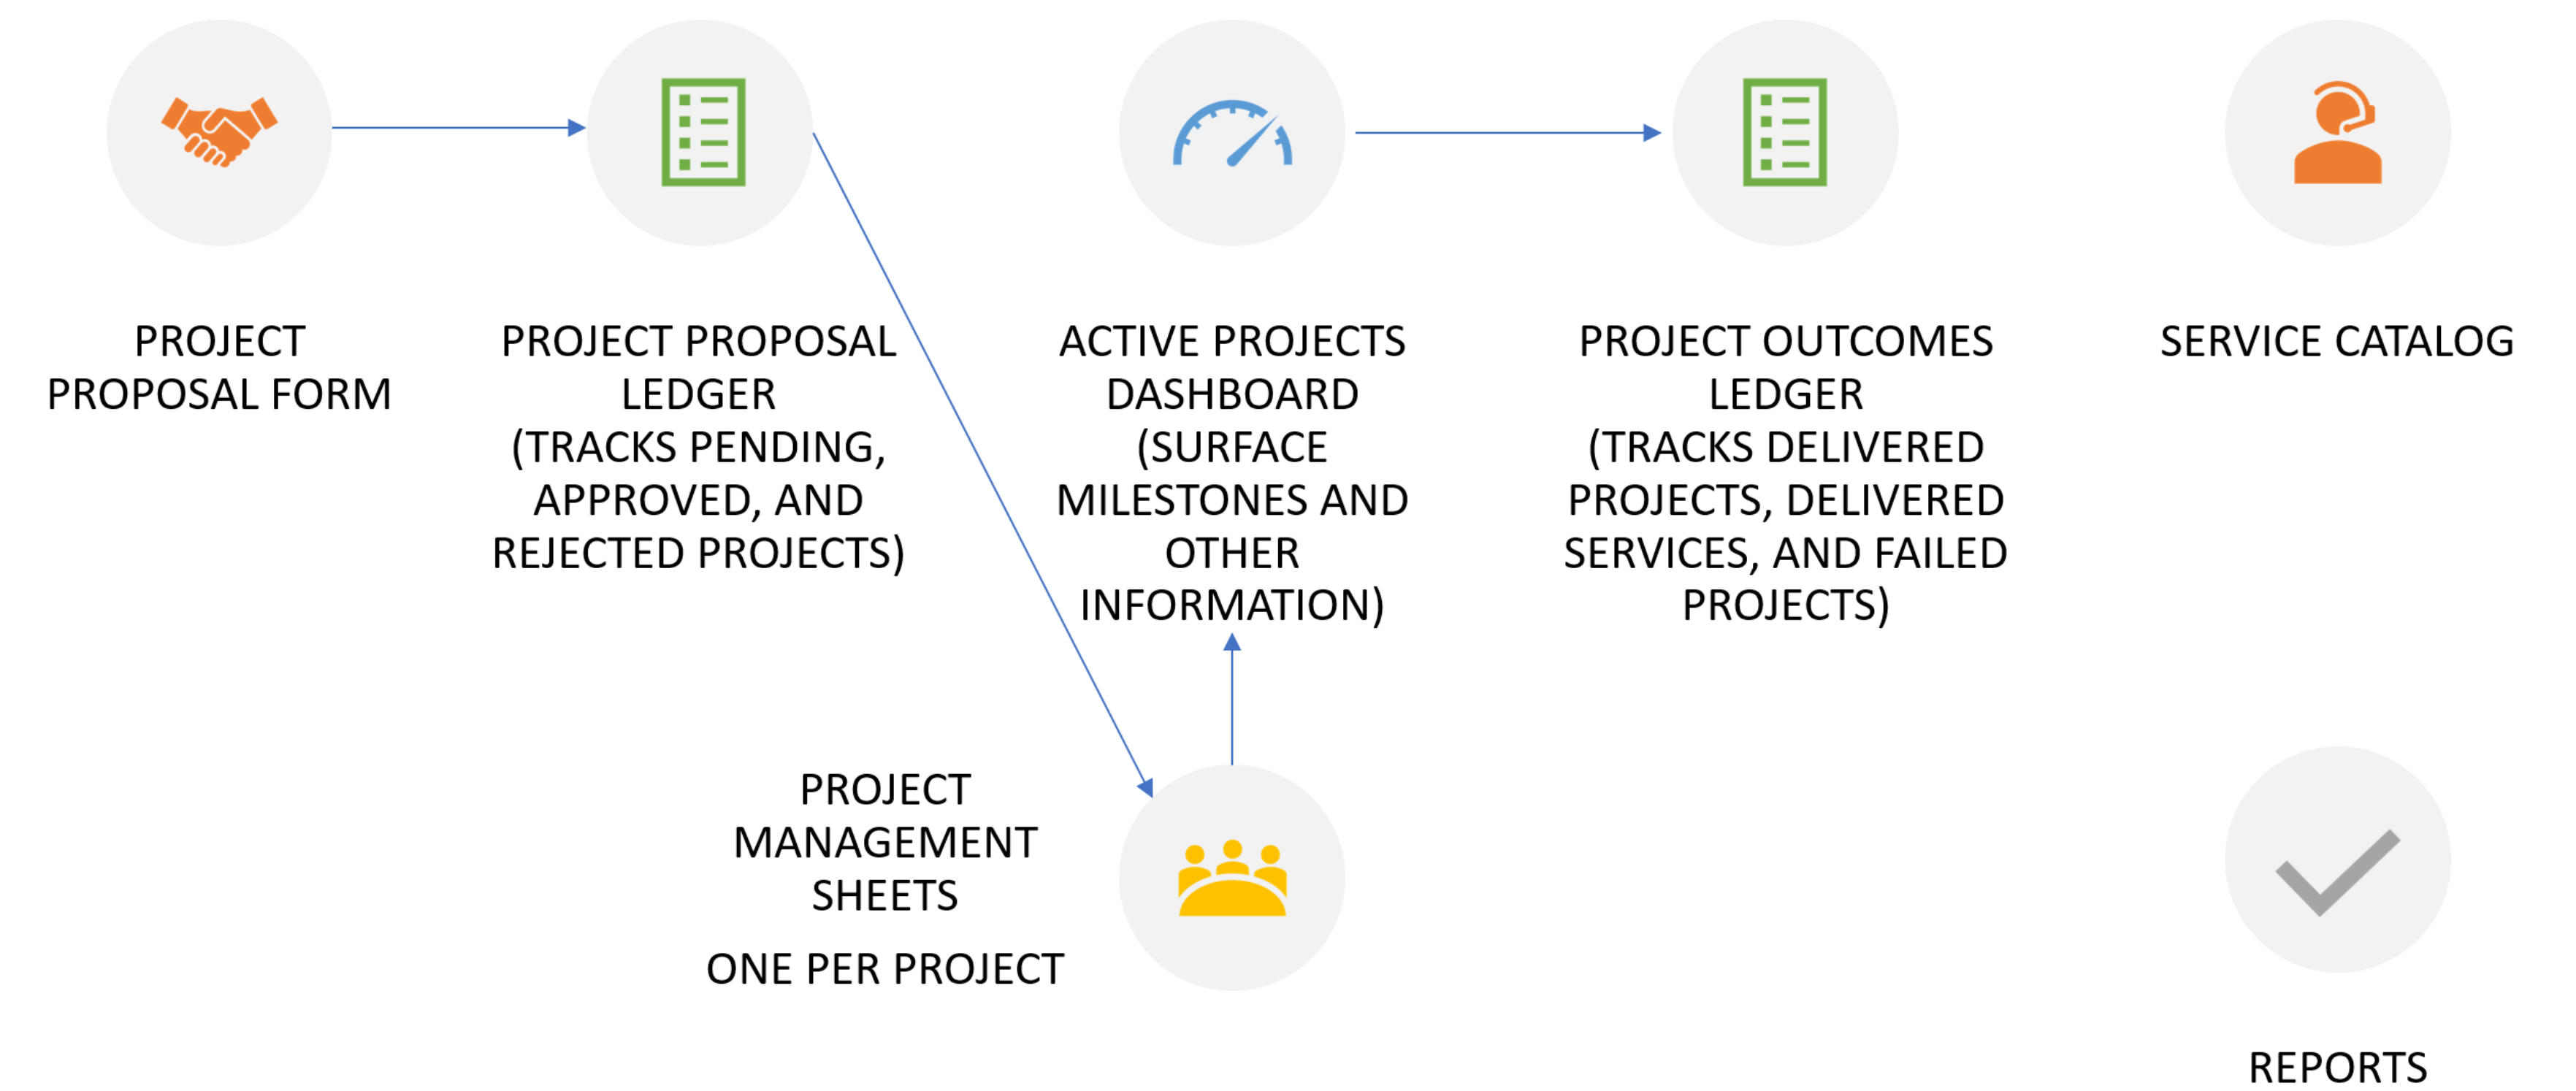 PROJECT
PROPOSAL FORM
PROJECT PROPOSAL
LEDGER
(TRACKS PENDING,
APPROVED, AND
REJECTED PROJECTS)
ACTIVE PROJECTS
DASHBOARD
(SURFACE
MILESTONES AND
OTHER
INFORMATION)
PROJECT OUTCOMES
LEDGER
(TRACKS DELIVERED
PROJECTS, DELIVERED
SERVICES, AND FAILED
PROJECTS)
SERVICE CATALOG
PROJECT
MANAGEMENT
SHEETS
ONE PER PROJECT
REPORTS